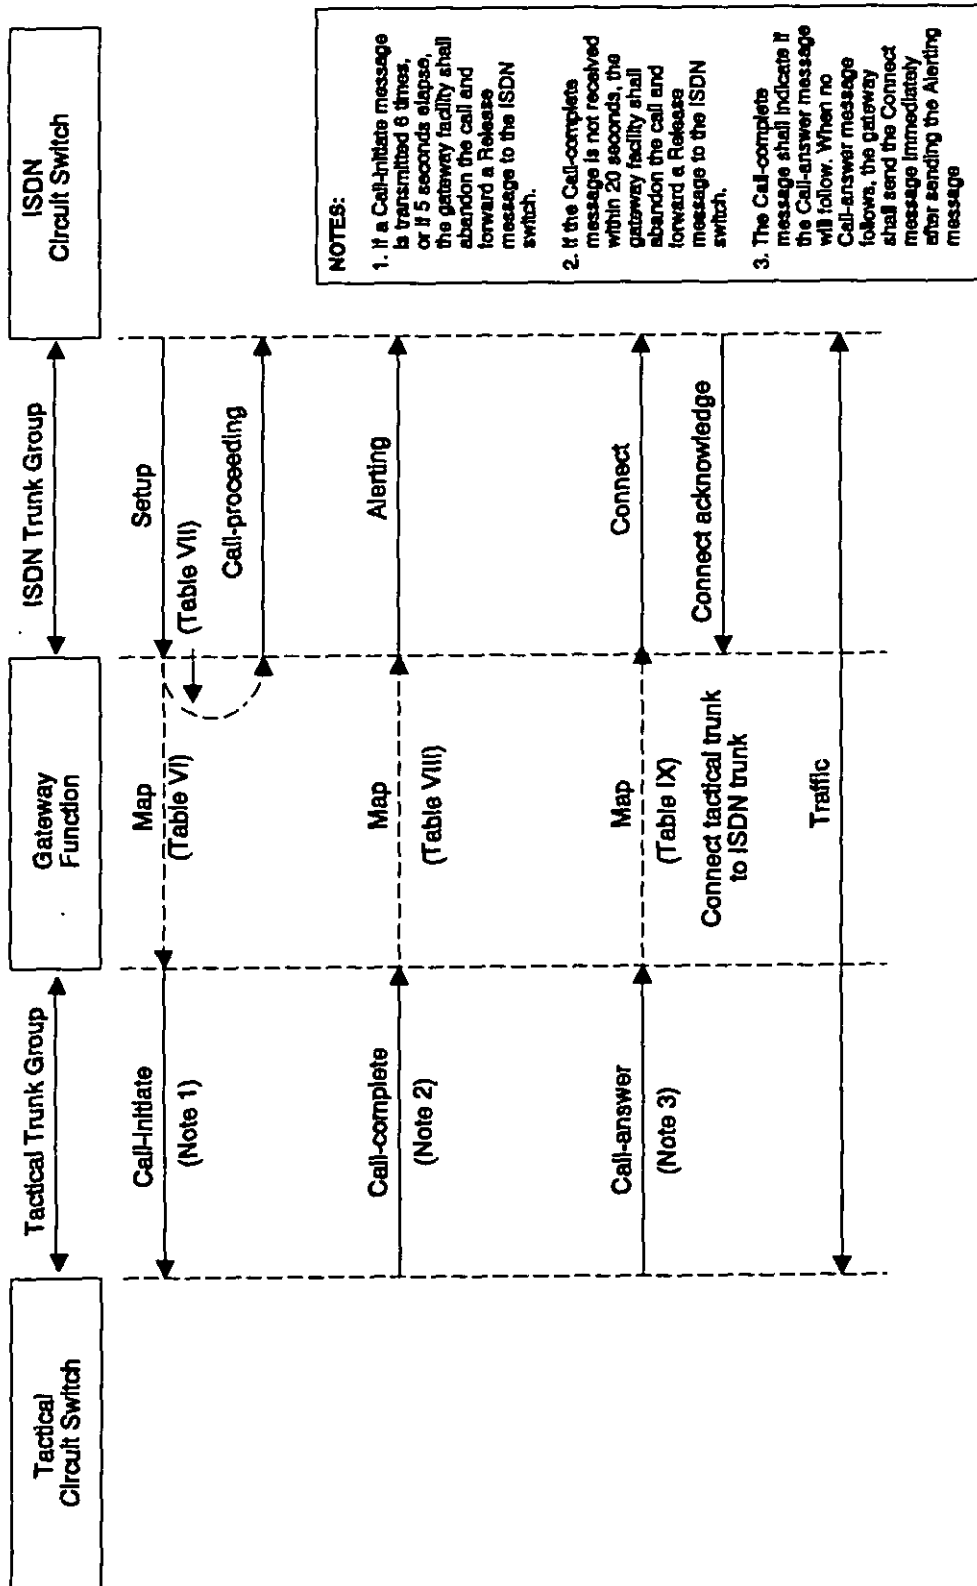 Tactical
Circuit Switch
Tactical Trunk Group
Gateway
Function
ISDN Trunk Group
ISDN
Circuit Switch
Call-initiate
(Note 1)
Map
(Table VI)
Setup
(Table VII)
Call-proceeding
Call-complete
(Note 2)
Map
(Table VIII)
Alerting
Call-answer
(Note 3)
Map
(Table IX)
Connect
Connect tactical trunk
to ISDN trunk
Connect acknowledge
Traffic
NOTES:
1. If a Call-initiate message
is transmitted 6 times,
or if 5 seconds elapse,
the gateway facility shall
abandon the call and
forward a Release
message to the ISDN
switch.
2. If the Call-complete
message is not received
within 20 seconds, the
gateway facility shall
abandon the call and
forward a Release
message to the ISDN
switch.
3. The Call-complete
message shall indicate if
the Call-answer message
will follow. When no
Call-answer message
follows, the gateway
shall send the Connect
message immediately
after sending the Alerting
message